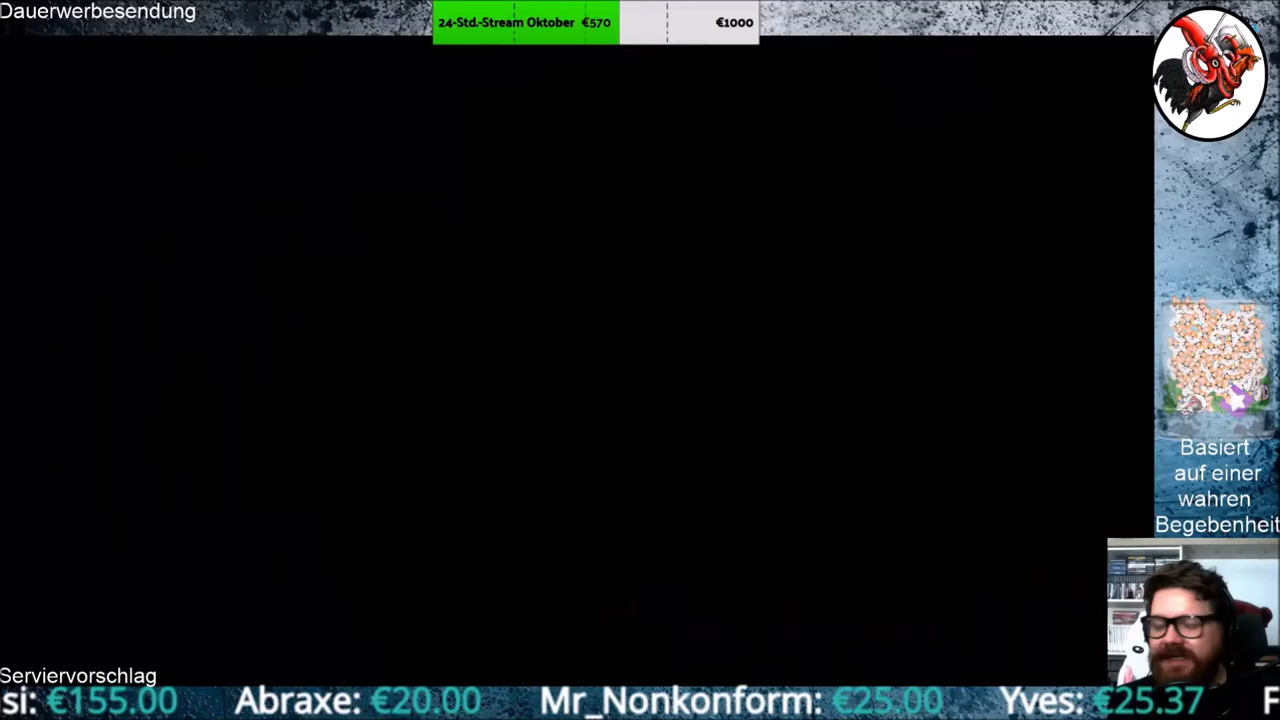 Dauerwerbesendung
24-Std.-Stream Oktober €570 €1000
Basiert
auf einer
wahren
Begebenheit
Serviervorschlag
si: €155.00 Abraxe: €20.00 Mr_Nonkonform: €25.00 Yves: €25.37 F